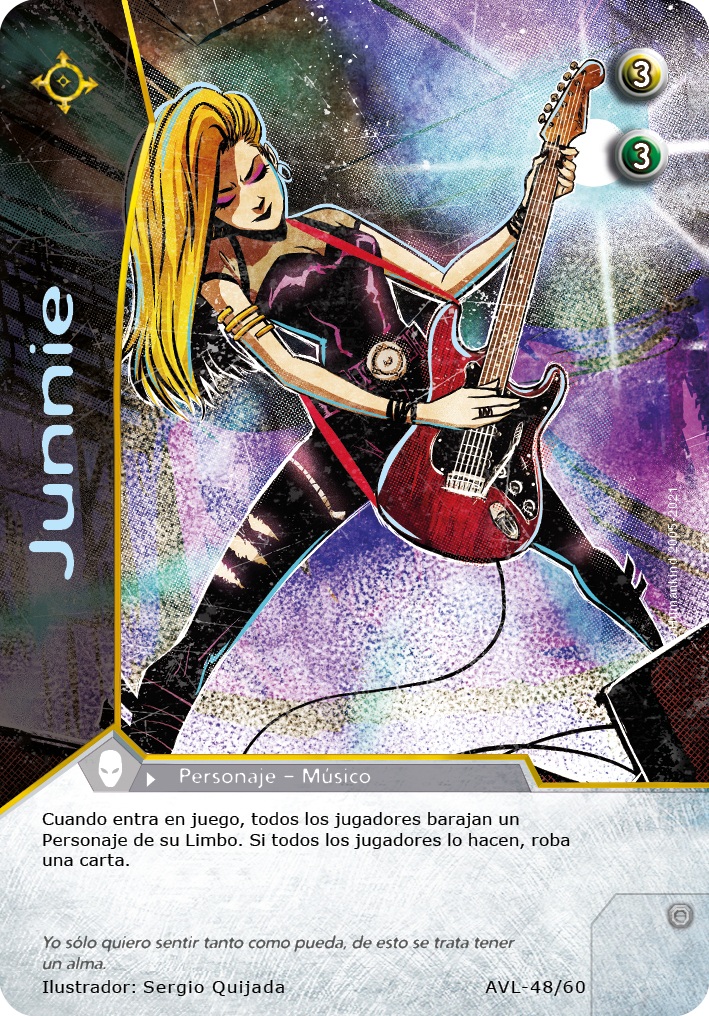 3
3
Junnie
Personaje – Músico
Cuando entra en juego, todos los jugadores barajan un
Personaje de su Limbo. Si todos los jugadores lo hacen, roba
una carta.
Yo sólo quiero sentir tanto como pueda, de esto se trata tener
un alma.
Ilustrador: Sergio Quijada
AVL-48/60